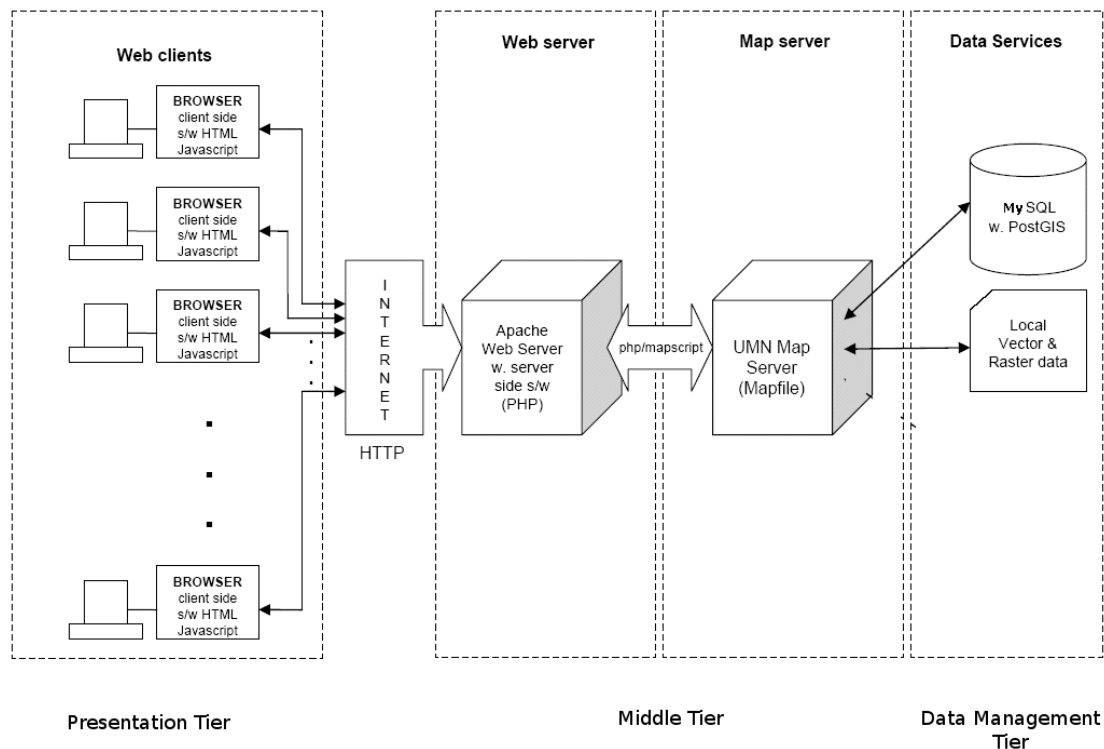 Web clients
BROWSER
client side
s/w HTML
Javascript
BROWSER
client side
s/w HTML
Javascript
BROWSER
client side
s/w HTML
Javascript
BROWSER
client side
s/w HTML
Javascript
INTERNET
HTTP
Web server
Apache
Web Server
w. server
side s/w
(PHP)
php/mapscript
Map server
UMN Map
Server
(Mapfile)
Data Services
My SQL
w. PostGIS
Local
Vector &
Raster data
Presentation Tier
Middle Tier
Data Management
Tier